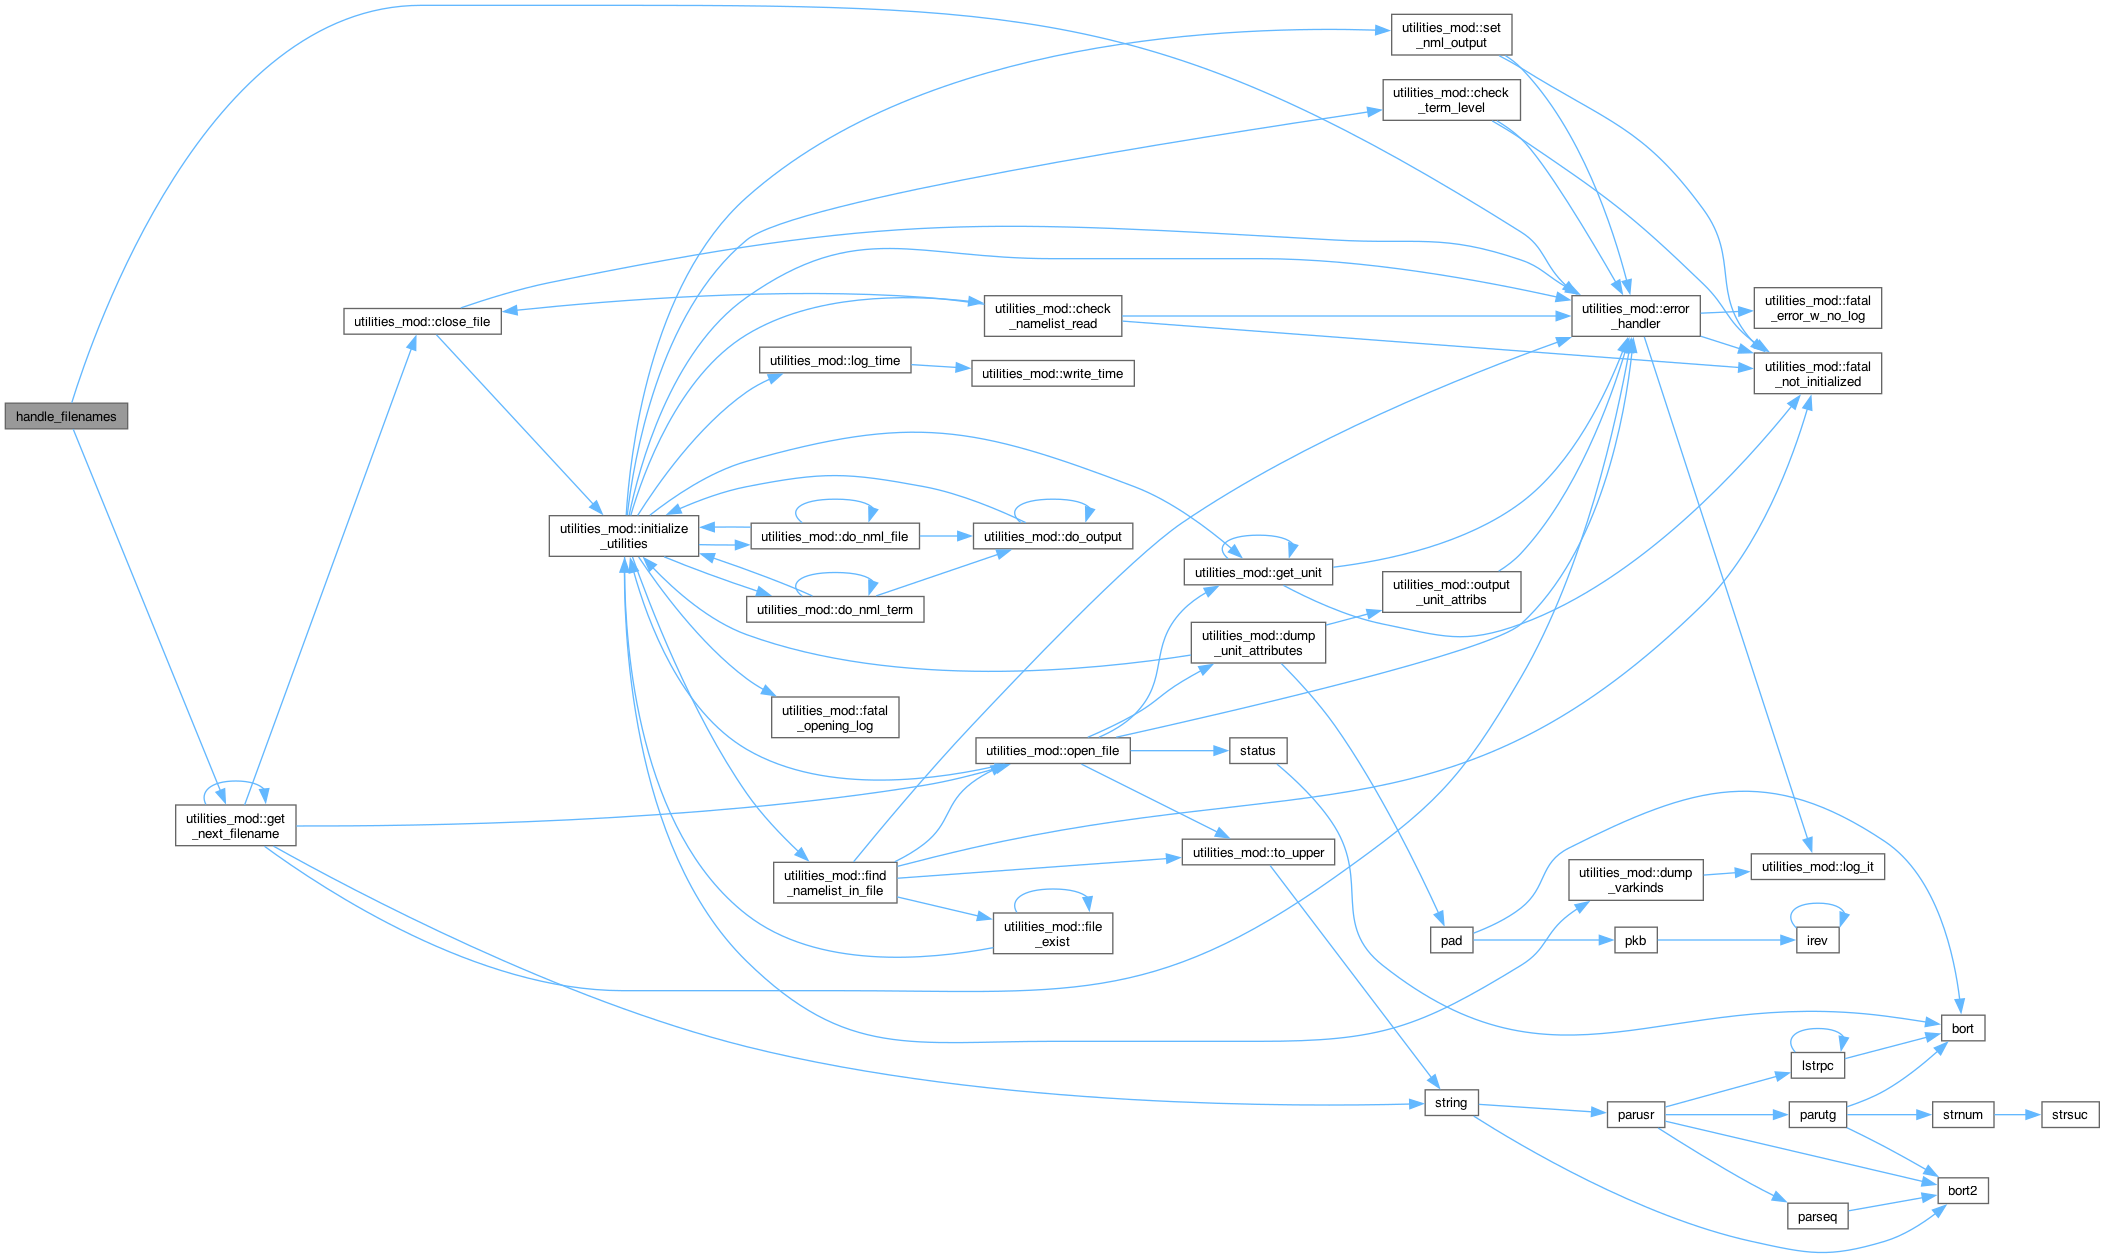 utilities_mod::set
_nml_output
utilities_mod::check
_term_level
utilities_mod::close_file
utilities_mod::check
_namelist_read
utilities_mod::error
_handler
utilities_mod::fatal
_error_w_no_log
utilities_mod::log_time
utilities_mod::write_time
utilities_mod::fatal
_not_initialized
handle_filenames
utilities_mod::initialize
_utilities
utilities_mod::do_nml_file
utilities_mod::do_output
utilities_mod::get_unit
utilities_mod::output
_unit_attribs
utilities_mod::do_nml_term
utilities_mod::dump
_unit_attributes
utilities_mod::fatal
_opening_log
utilities_mod::open_file
status
utilities_mod::get
_next_filename
utilities_mod::to_upper
utilities_mod::find
_namelist_in_file
utilities_mod::dump
_varkinds
utilities_mod::log_it
utilities_mod::file
_exist
pad
pkb
irev
bort
lstrpc
string
parusr
parutg
strnum
strsuc
bort2
parseq